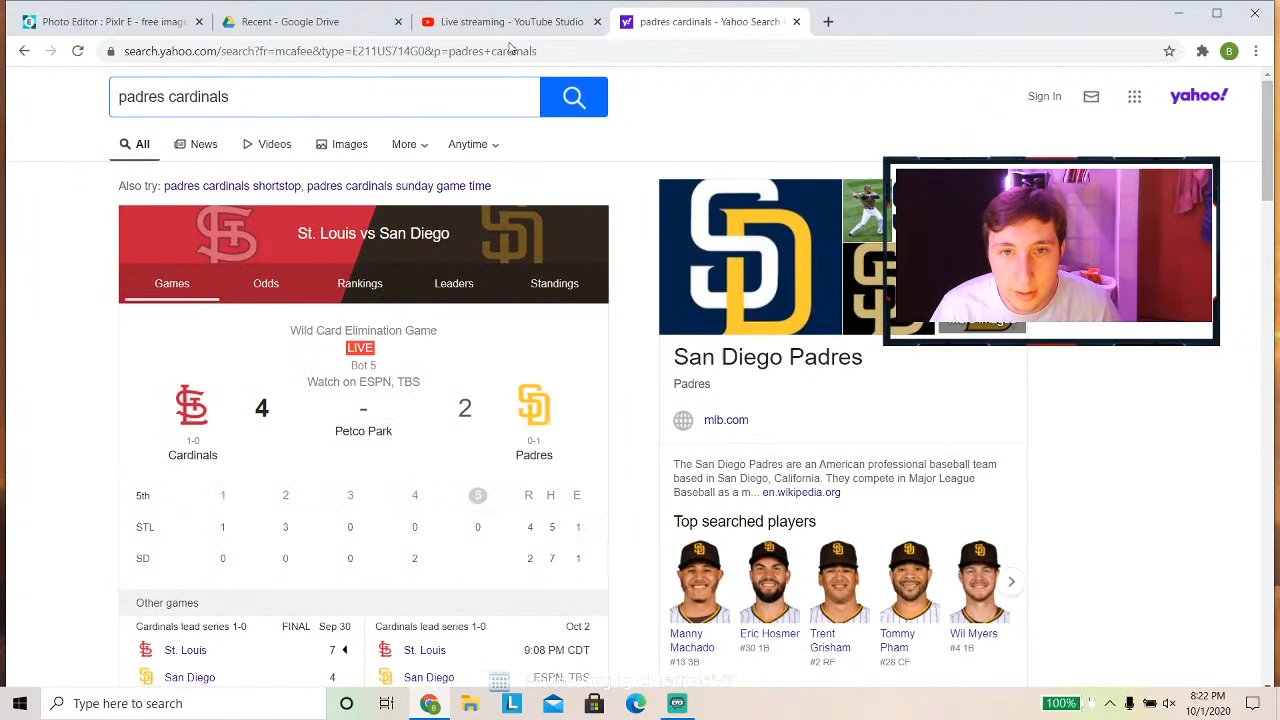 Photo Editor : Pixlr E - Imag
Recent - Google Drive
Live streaming - YouTube Studio
padres cardinals - Yahoo Search
search.yahoo.com/search?fr=mcafee&type=E211US714G0&p=padres+cardinals
B
padres cardinals
Sign In
yahoo!
All
News
Videos
Images
More
Anytime
Also try: padres cardinals shortstop, padres cardinals sunday game time
St. Louis vs San Diego
Games
Odds
Rankings
Leaders
Standings
Wild Card Elimination Game
LIVE
Bot 5
Watch on ESPN, TBS
4 - 2
Petco Park
1-0
Cardinals
0-1
Padres
5th 1 2 3 4 5 R H E
STL 1 3 0 0 0 4 5 1
SD 0 0 0 2 2 7 1
Other games
Cardinals lead series 1-0 FINAL Sep 30
St. Louis 7
San Diego 4
Cardinals lead series 1-0 Oct 2
St. Louis 9:08 PM CDT
San Diego ESPN, TBS
San Diego Padres
Padres
mlb.com
The San Diego Padres are an American professional baseball team
based in San Diego, California. They compete in Major League
Baseball as a m... en.wikipedia.org
Top searched players
Manny Machado
#13 3B
Eric Hosmer
#30 1B
Trent Grisham
#2 RF
Tommy Pham
#28 CF
Wil Myers
#4 1B
Type here to search
L
100%
8:22 PM
10/1/2020